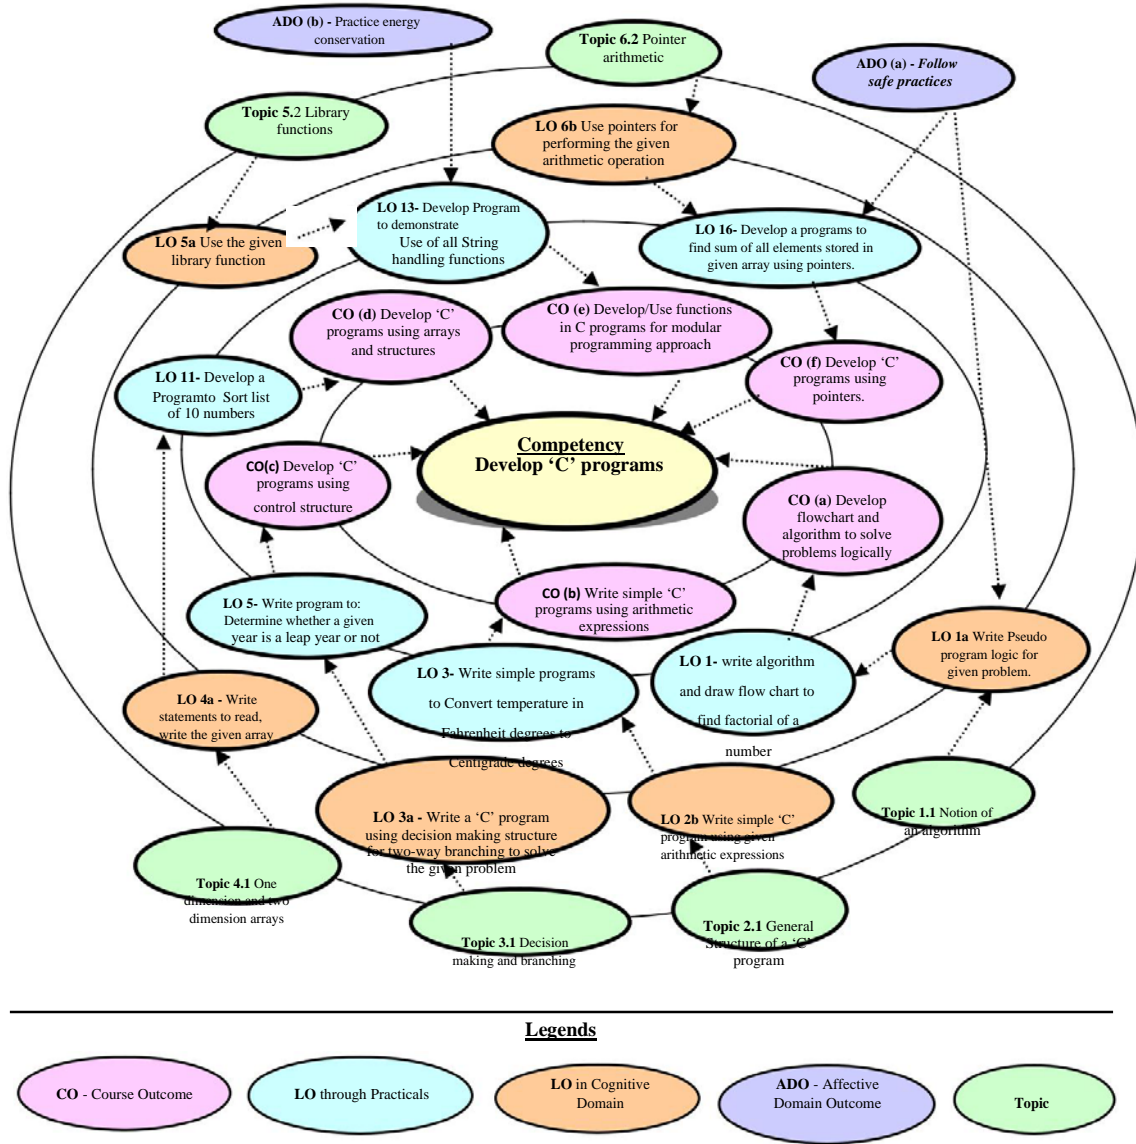 ADO (b) - Practice energy
conservation
Topic 6.2 Pointer
arithmetic
ADO (a) - Follow
safe practices
Topic 5.2 Library
functions
LO 6b Use pointers for
performing the given
arithmetic operation
LO 13- Develop Program
to demonstrate
Use of all String
handling functions
LO 16- Develop a programs to
find sum of all elements stored in
given array using pointers.
LO 5a Use the given
library function
CO (d) Develop ‘C’
programs using arrays
and structures
CO (e) Develop/Use functions
in C programs for modular
programming approach
CO (f) Develop ‘C’
programs using
pointers.
LO 11- Develop a
Programto Sort list
of 10 numbers
Competency
Develop ‘C’ programs
CO(c) Develop ‘C’
programs using
control structure
CO (a) Develop
flowchart and
algorithm to solve
problems logically
CO (b) Write simple ‘C’
programs using arithmetic
expressions
LO 5- Write program to:
Determine whether a given
year is a leap year or not
LO 1a Write Pseudo
program logic for
given problem.
LO 3- Write simple programs
to Convert temperature in
Fahrenheit degrees to
Centigrade degrees
LO 1- write algorithm
and draw flow chart to
find factorial of a
number
LO 4a - Write
statements to read,
write the given array
LO 3a - Write a ‘C’ program
using decision making structure
for two-way branching to solve
the given problem
LO 2b Write simple ‘C’
program using given
arithmetic expressions
Topic 1.1 Notion of
an algorithm
Topic 4.1 One
dimension and two
dimension arrays
Topic 3.1 Decision
making and branching
Topic 2.1 General
Structure of a ‘C’
program
Legends
CO - Course Outcome
LO through Practicals
LO in Cognitive
Domain
ADO - Affective
Domain Outcome
Topic